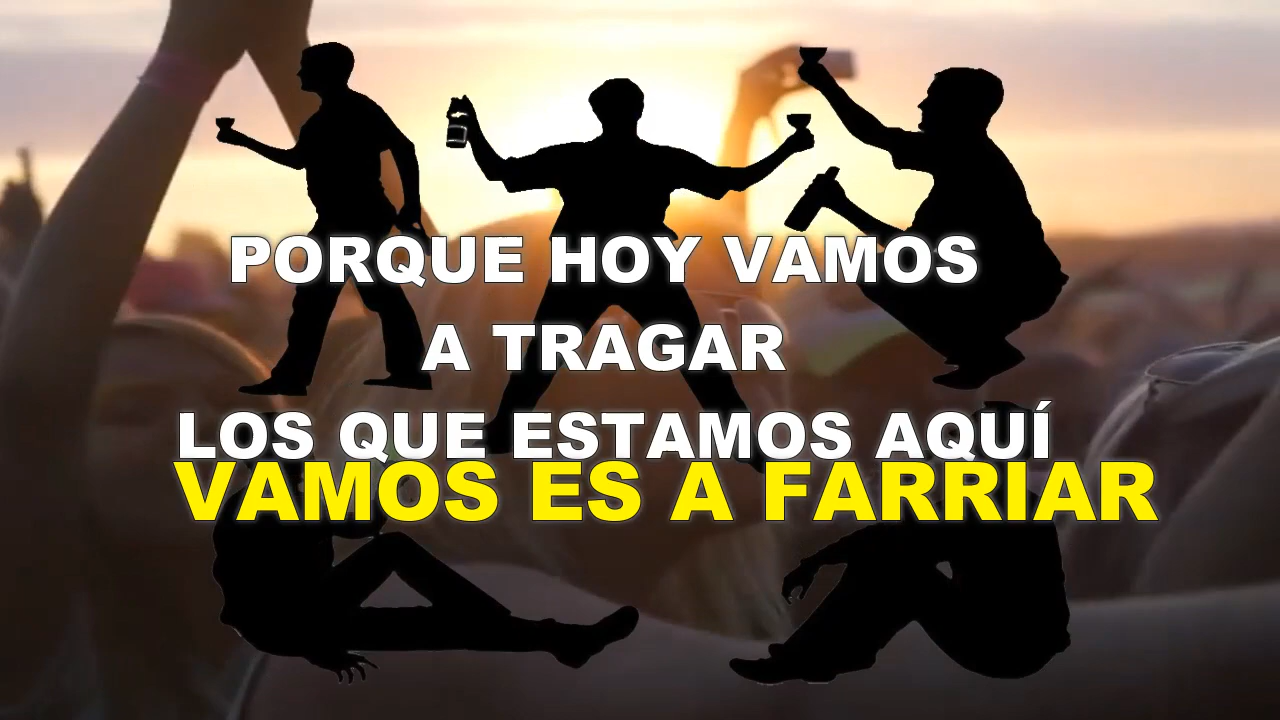 PORQUE HOY VAMOS
A TRAGAR
LOS QUE ESTAMOS AQUÍ
VAMOS ES A FARRIAR